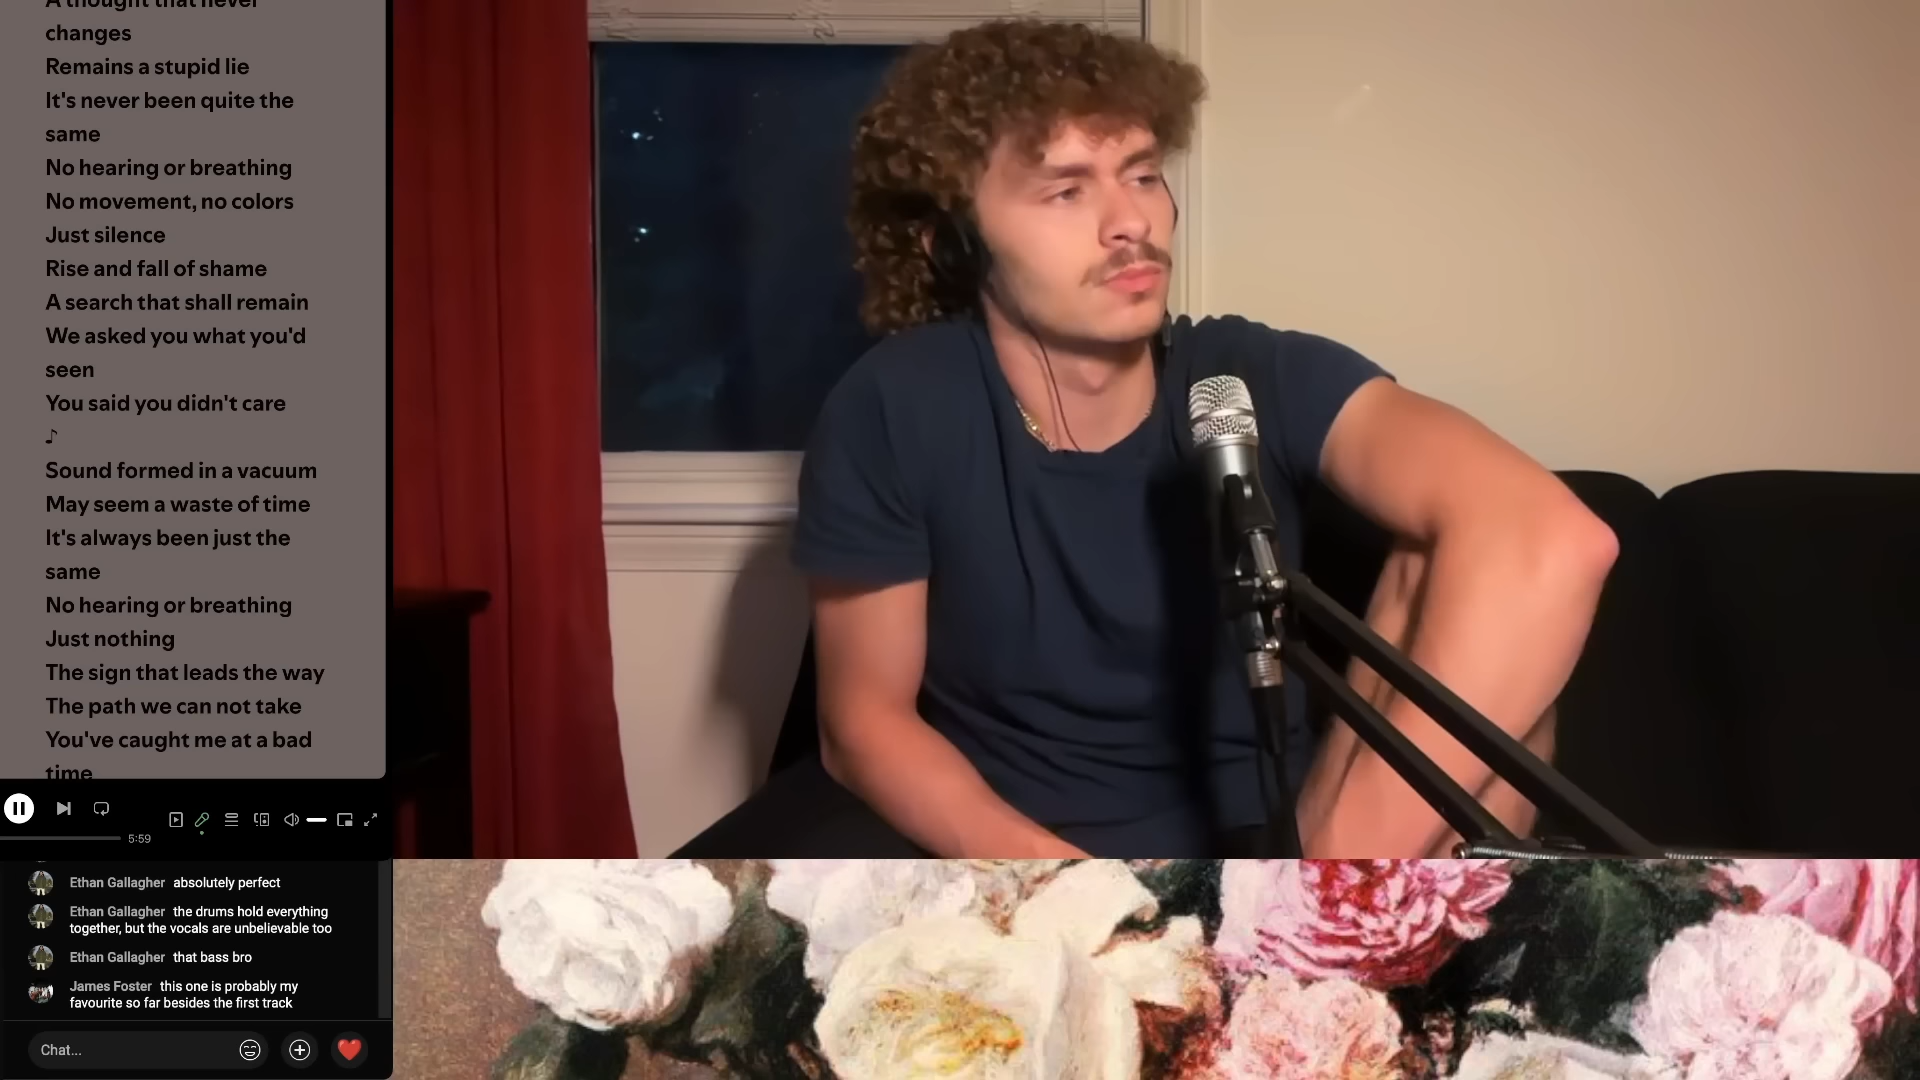 A thought that never
changes
Remains a stupid lie
It's never been quite the
same
No hearing or breathing
No movement, no colors
Just silence
Rise and fall of shame
A search that shall remain
We asked you what you'd
seen
You said you didn't care
♪
Sound formed in a vacuum
May seem a waste of time
It's always been just the
same
No hearing or breathing
Just nothing
The sign that leads the way
The path we can not take
You've caught me at a bad
time
5:59
Ethan Gallagher absolutely perfect
Ethan Gallagher the drums hold everything
together, but the vocals are unbelievable too
Ethan Gallagher that bass bro
James Foster this one is probably my
favourite so far besides the first track
Chat...